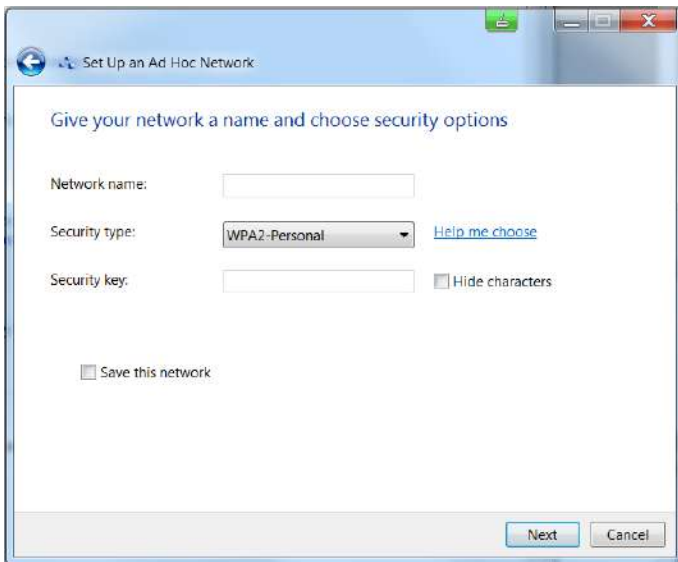 Set Up an Ad Hoc Network
Give your network a name and choose security options
Network name:
Security type: WPA2-Personal Help me choose
Security key: Hide characters
Save this network
Next Cancel